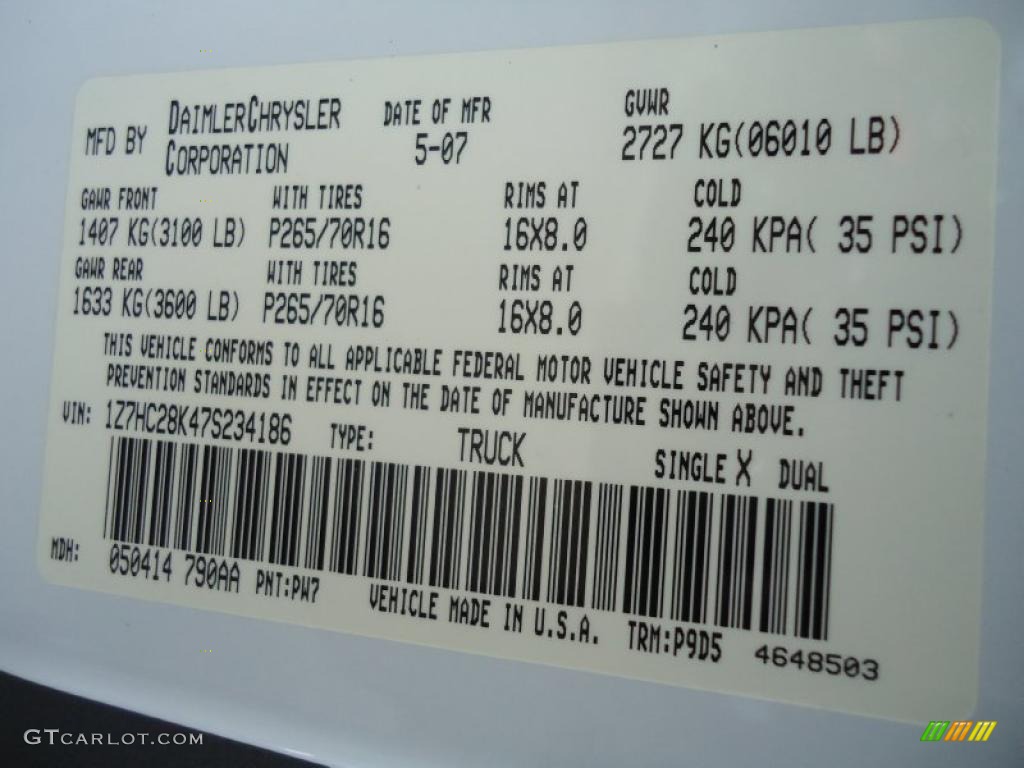 MFD BY DAIMLERCHRYSLER CORPORATION DATE OF MFR 5-07 GVWR 2727 KG(06010 LB)
GAWR FRONT WITH TIRES RIMS AT COLD
1407 KG(3100 LB) P265/70R16 16X8.0 240 KPA( 35 PSI)
GAWR REAR WITH TIRES RIMS AT COLD
1633 KG(3600 LB) P265/70R16 16X8.0 240 KPA( 35 PSI)
THIS VEHICLE CONFORMS TO ALL APPLICABLE FEDERAL MOTOR VEHICLE SAFETY AND THEFT
PREVENTION STANDARDS IN EFFECT ON THE DATE OF MANUFACTURE SHOWN ABOVE.
VIN: 1Z7HC28K47S234186 TYPE: TRUCK SINGLE X DUAL
MDH: 050414 790AA PNT:PW7 VEHICLE MADE IN U.S.A. TRM:P9D5 4648503
GTCARLOT.COM